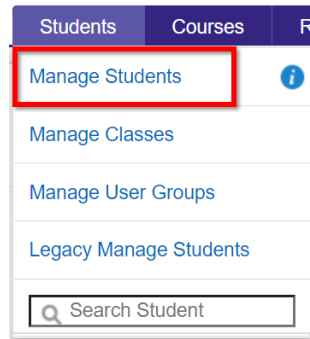 Students Courses R
Manage Students i
Manage Classes
Manage User Groups
Legacy Manage Students
Search Student